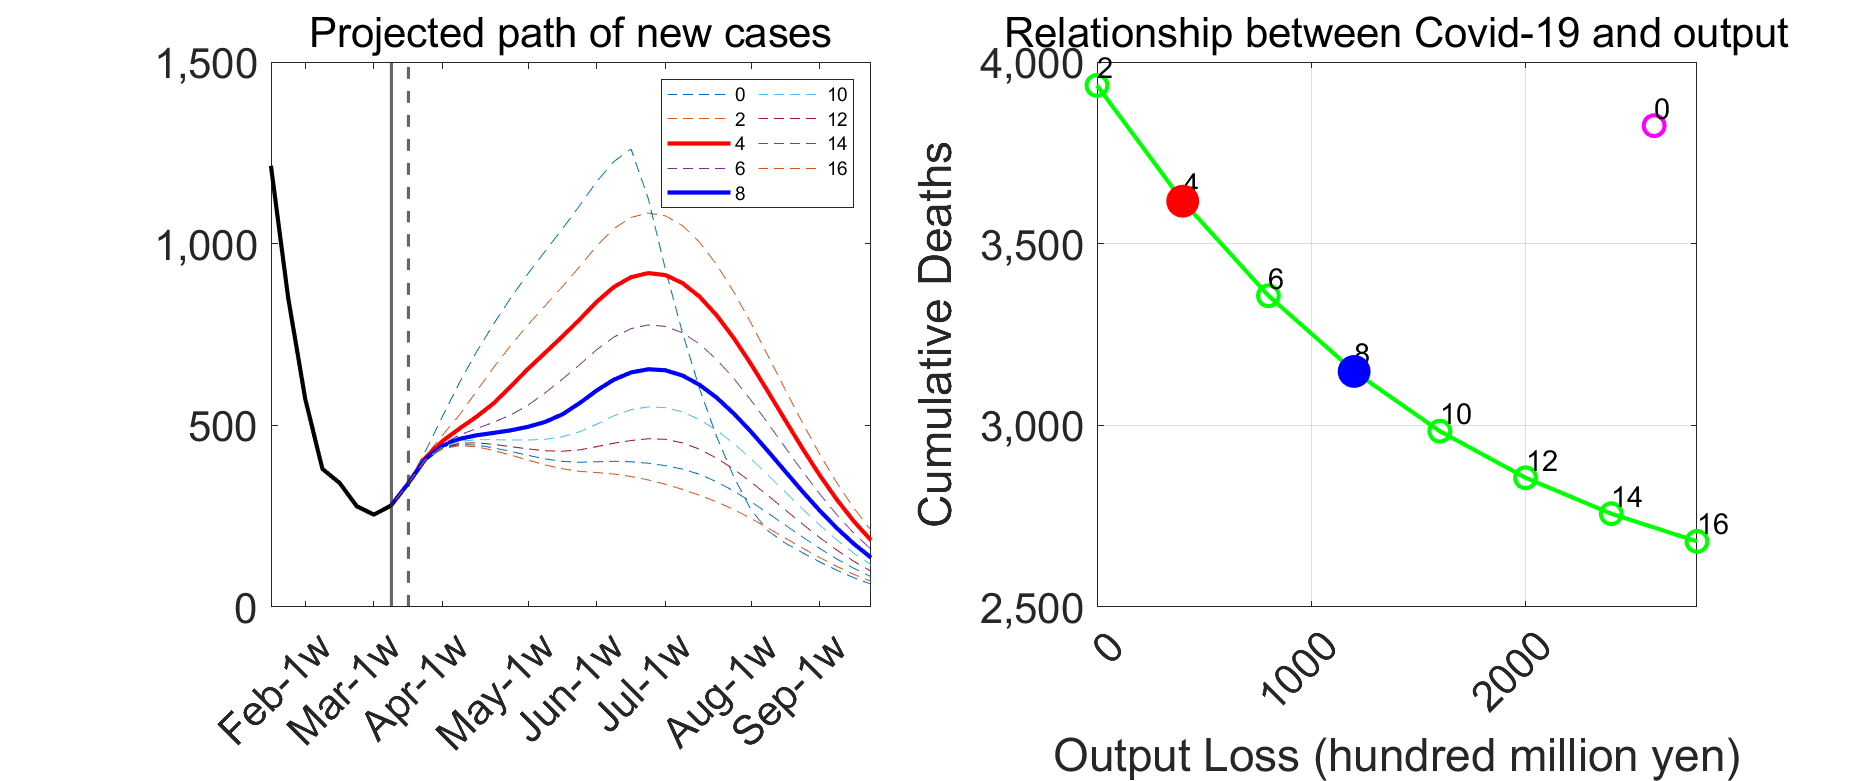 Projected path of new cases
1,500
1,000
500
0
0
2
4
6
8
10
12
14
16
Feb-1w
Mar-1w
Apr-1w
May-1w
Jun-1w
Jul-1w
Aug-1w
Sep-1w
Relationship between Covid-19 and output
Cumulative Deaths
4,000
3,500
3,000
2,500
2
0
4
6
8
10
12
14
16
0
1000
2000
Output Loss (hundred million yen)